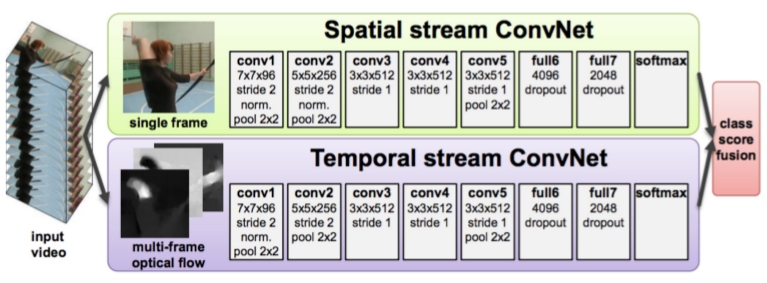 Spatial stream ConvNet
single frame
conv1
7x7x96
stride 2
norm.
pool 2x2
conv2
5x5x256
stride 2
norm.
pool 2x2
conv3
3x3x512
stride 1
conv4
3x3x512
stride 1
conv5
3x3x512
stride 1
pool 2x2
full6
4096
dropout
full7
2048
dropout
softmax
Temporal stream ConvNet
multi-frame
optical flow
conv1
7x7x96
stride 2
norm.
pool 2x2
conv2
5x5x256
stride 2
pool 2x2
conv3
3x3x512
stride 1
conv4
3x3x512
stride 1
conv5
3x3x512
stride 1
pool 2x2
full6
4096
dropout
full7
2048
dropout
softmax
input
video
class
score
fusion